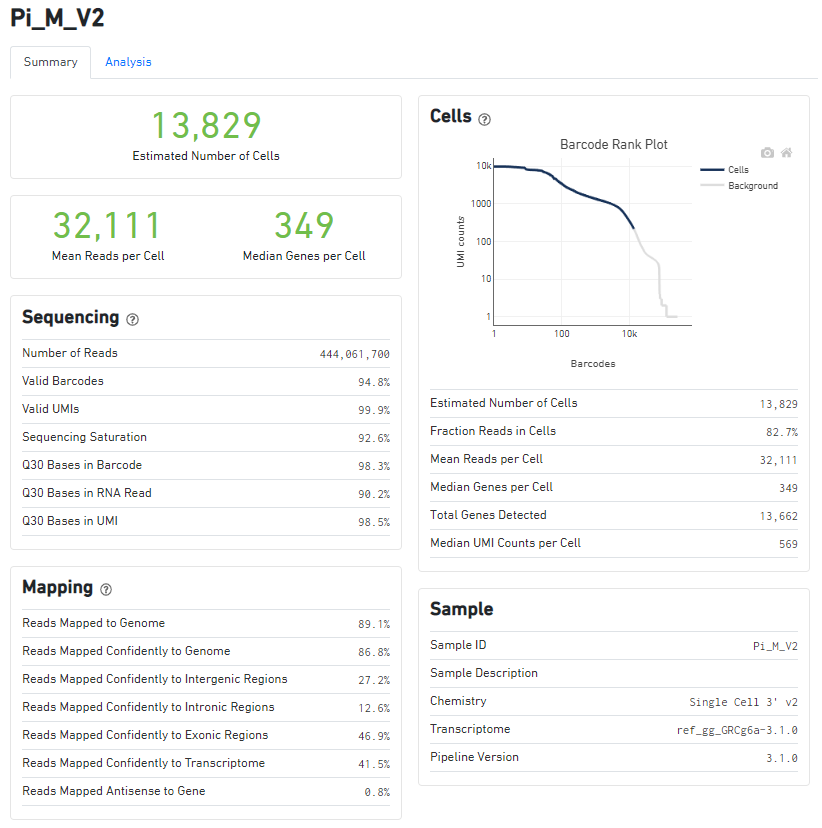 Pi_M_V2
Summary
Analysis
13,829
Estimated Number of Cells
32,111
Mean Reads per Cell
349
Median Genes per Cell
Sequencing ?
Number of Reads 444,061,700
Valid Barcodes 94.8%
Valid UMIs 99.9%
Sequencing Saturation 92.6%
Q30 Bases in Barcode 98.3%
Q30 Bases in RNA Read 90.2%
Q30 Bases in UMI 98.5%
Mapping ?
Reads Mapped to Genome 89.1%
Reads Mapped Confidently to Genome 86.8%
Reads Mapped Confidently to Intergenic Regions 27.2%
Reads Mapped Confidently to Intronic Regions 12.6%
Reads Mapped Confidently to Exonic Regions 46.9%
Reads Mapped Confidently to Transcriptome 41.5%
Reads Mapped Antisense to Gene 0.8%
Cells ?
Barcode Rank Plot
Cells
Background
UMI counts
10k
1000
100
10
1
1 100 10k
Barcodes
Estimated Number of Cells 13,829
Fraction Reads in Cells 82.7%
Mean Reads per Cell 32,111
Median Genes per Cell 349
Total Genes Detected 13,662
Median UMI Counts per Cell 569
Sample
Sample ID Pi_M_V2
Sample Description
Chemistry Single Cell 3' v2
Transcriptome ref_gg_GRCg6a-3.1.0
Pipeline Version 3.1.0